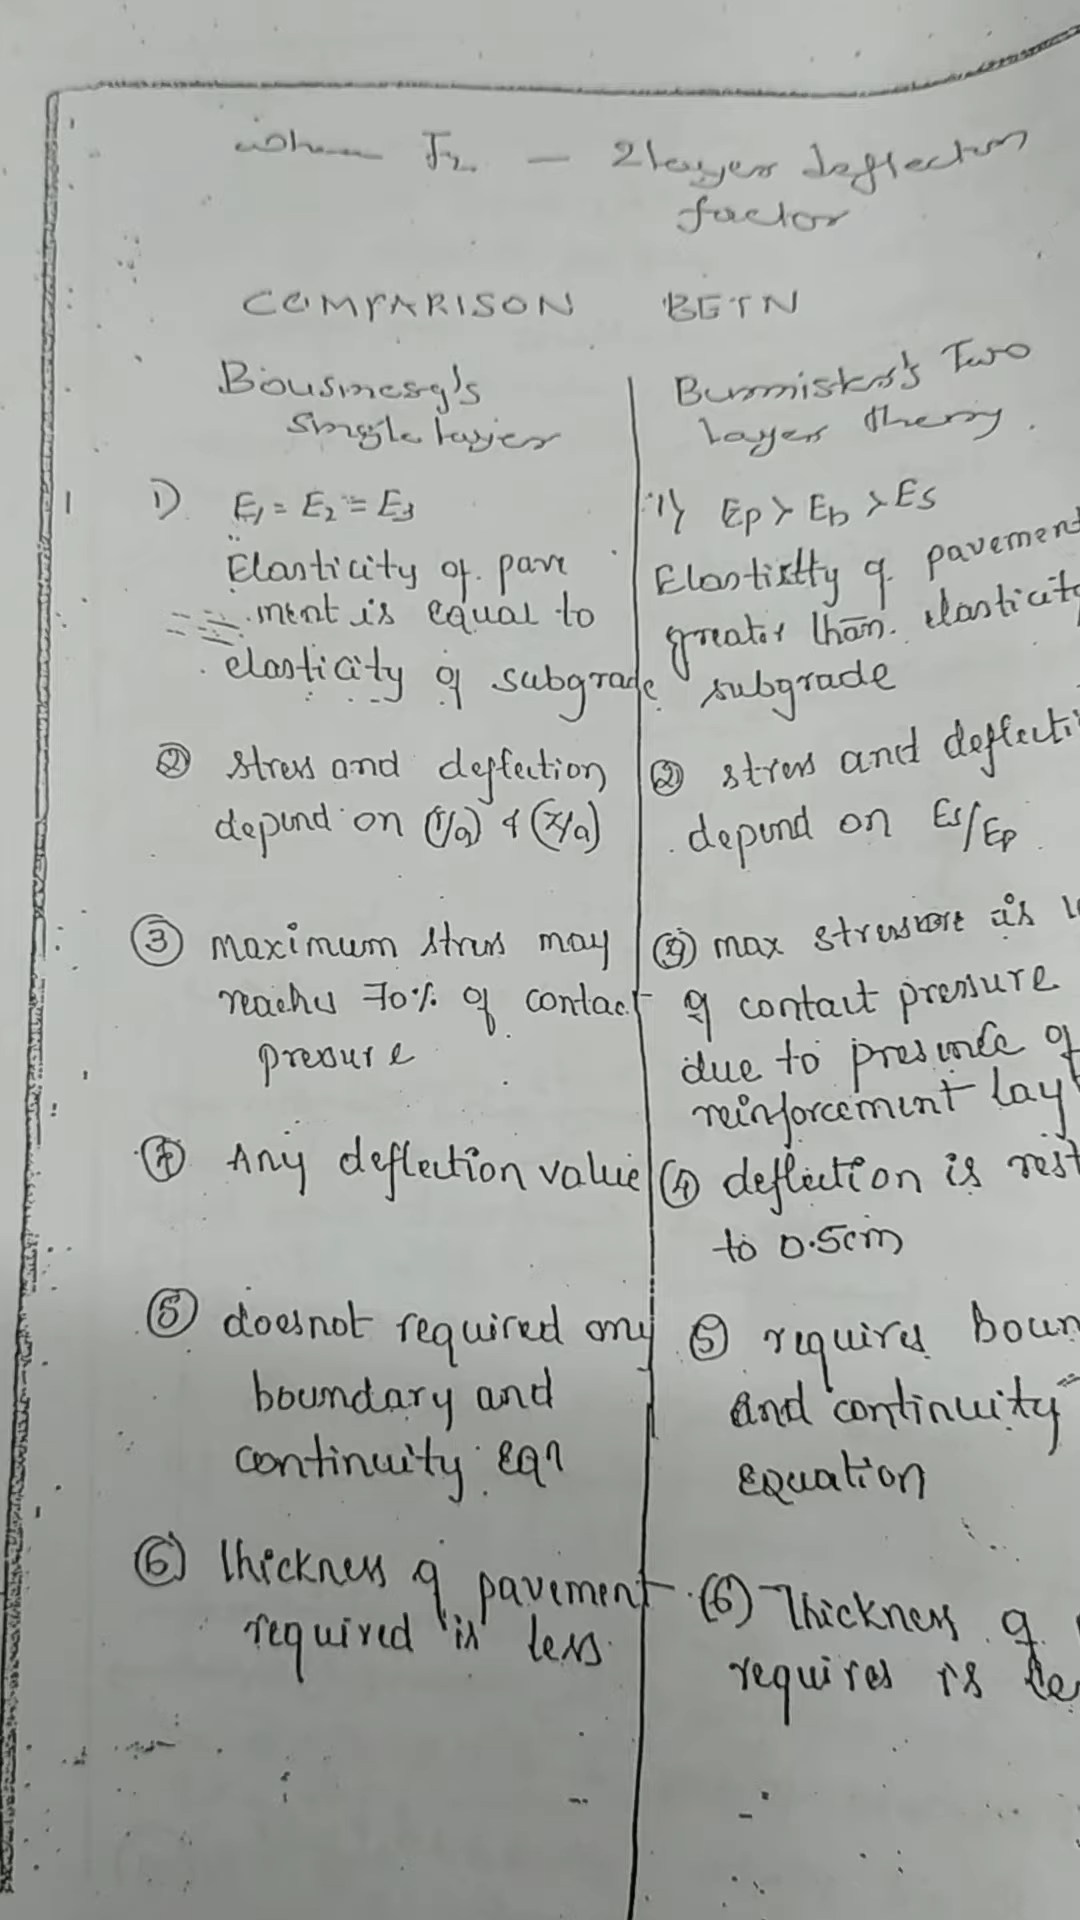 when F₂ — 2 layer deflection
factor
COMPARISON BETN
Bousinesq's
Single layer
1) E₁ = E₂ = E₃
Elasticity of pave
ment is equal to
elasticity of subgrade
② stress and deflection
depend on (r/a) & (z/a)
③ maximum stress may
reaches 70% of contact
pressure
④ Any deflection value
⑤ doesnot required any
boundary and
continuity eqn
⑥ thickness of pavement
required is less
Burmister's Two
layer theory.
1) Ep > Eb > Es
Elasticity of pavement
greater than elasticity
subgrade
② stress and deflecti
depend on Es/Ep
③ max stress is
of contact pressure
due to presence of
reinforcement lay
④ deflection is rest
to 0.5cm
⑤ requires boun
and continuity
Equation
(6) Thickness of
requires is le